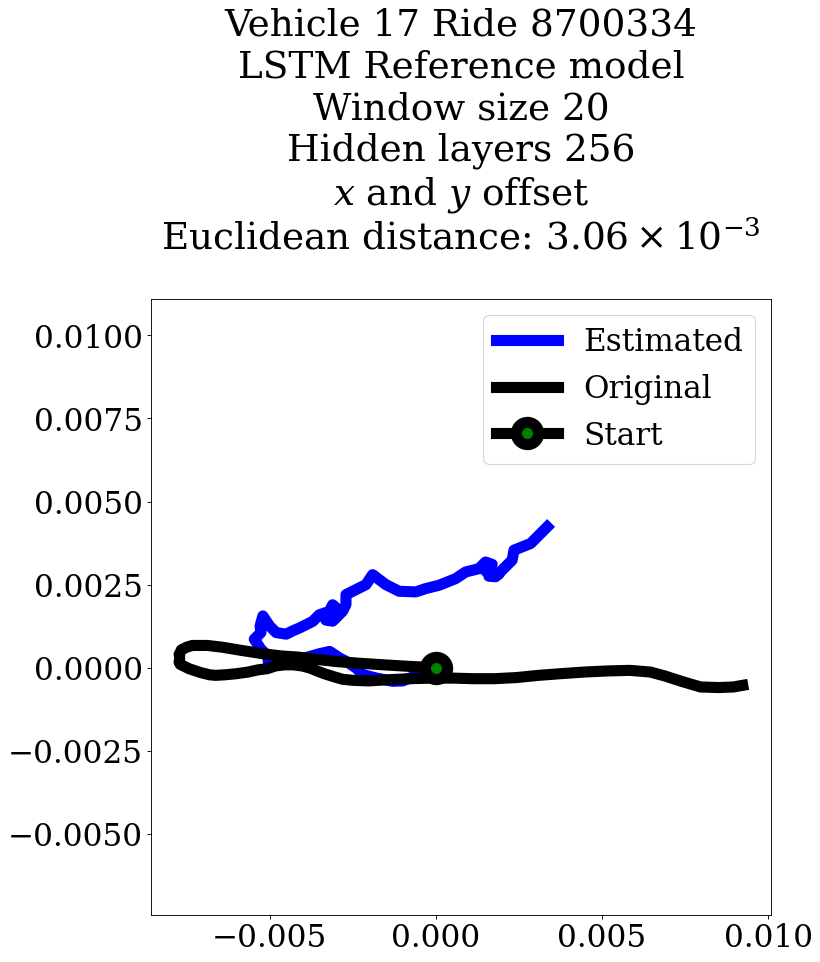 Vehicle 17 Ride 8700334
LSTM Reference model
Window size 20
Hidden layers 256
x and y offset
Euclidean distance: 3.06 × 10⁻³
Estimated
Original
Start
0.0100
0.0075
0.0050
0.0025
0.0000
−0.0025
−0.0050
−0.005 0.000 0.005 0.010